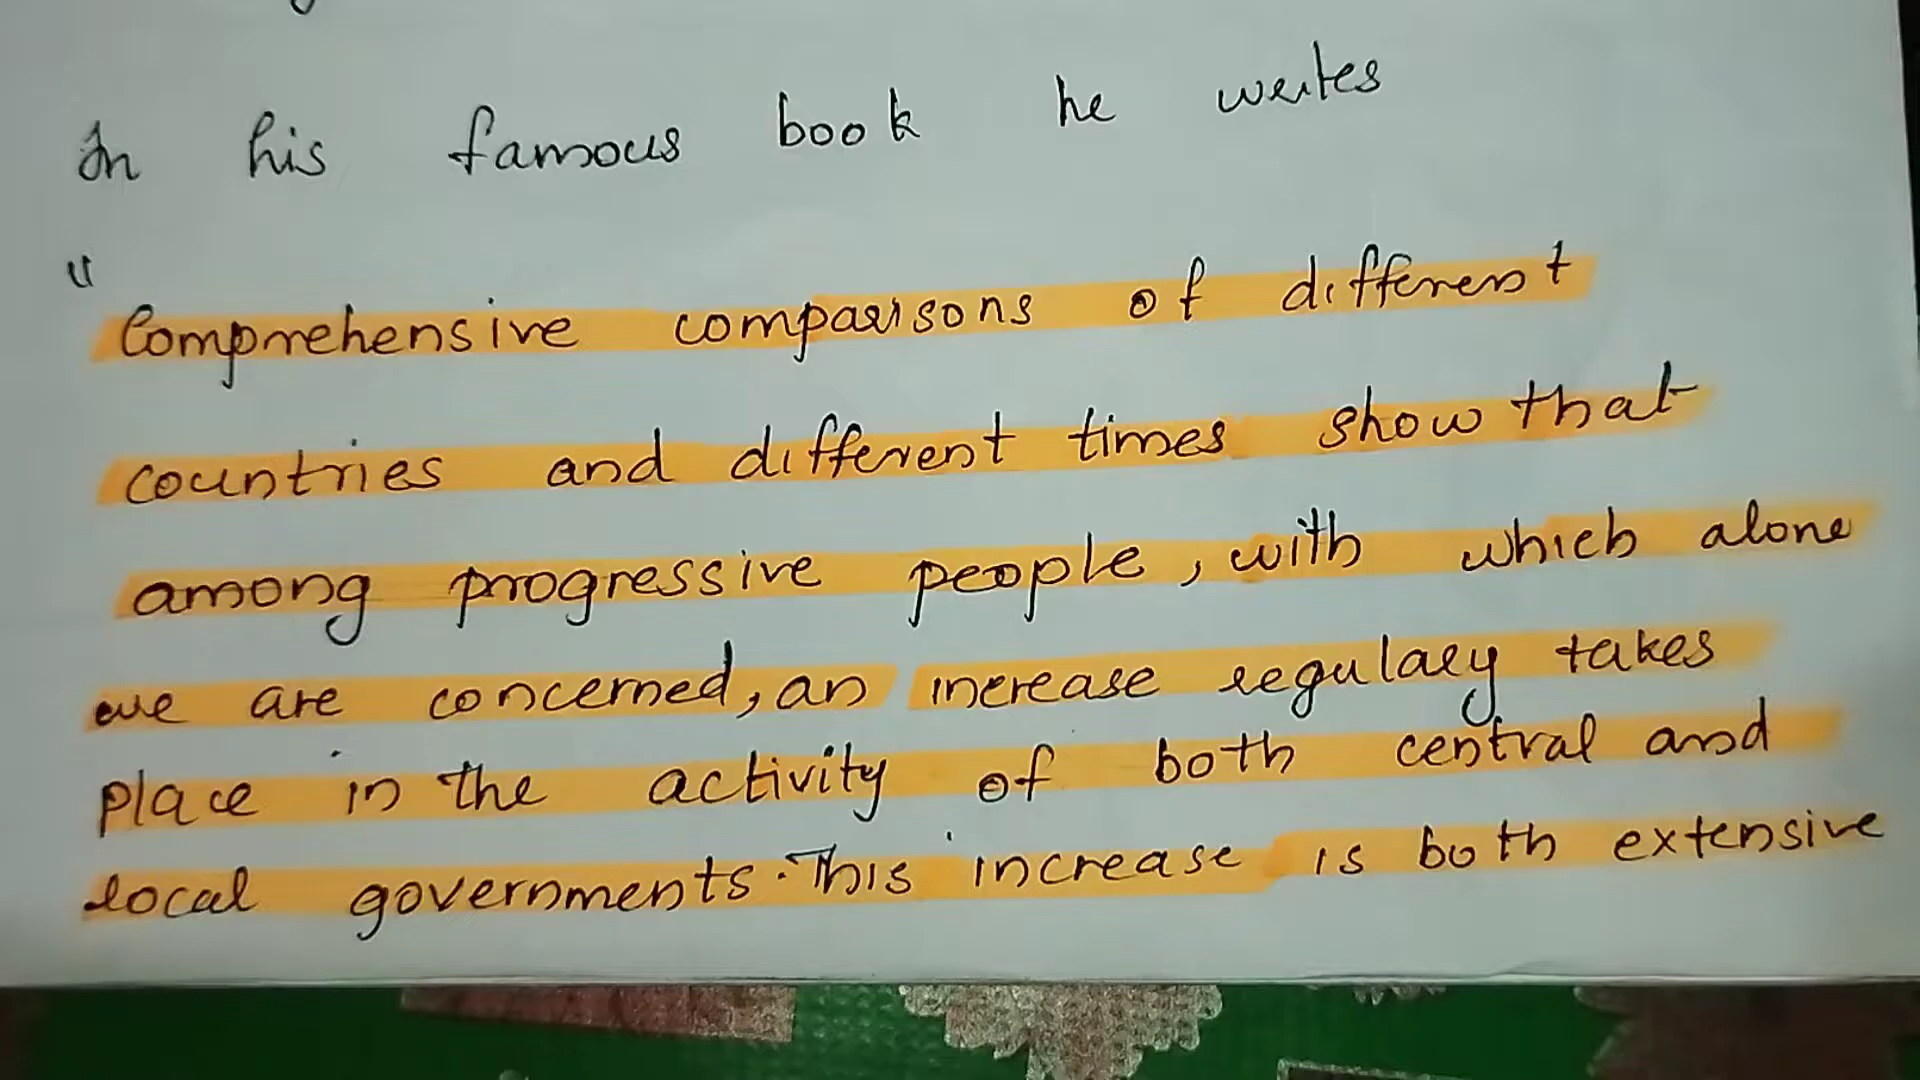 In his famous book he writes
"Comprehensive comparisons of different
countries and different times show that
among progressive people, with which alone
we are concerned, an increase regulary takes
place in the activity of both central and
local governments. This increase is both extensive